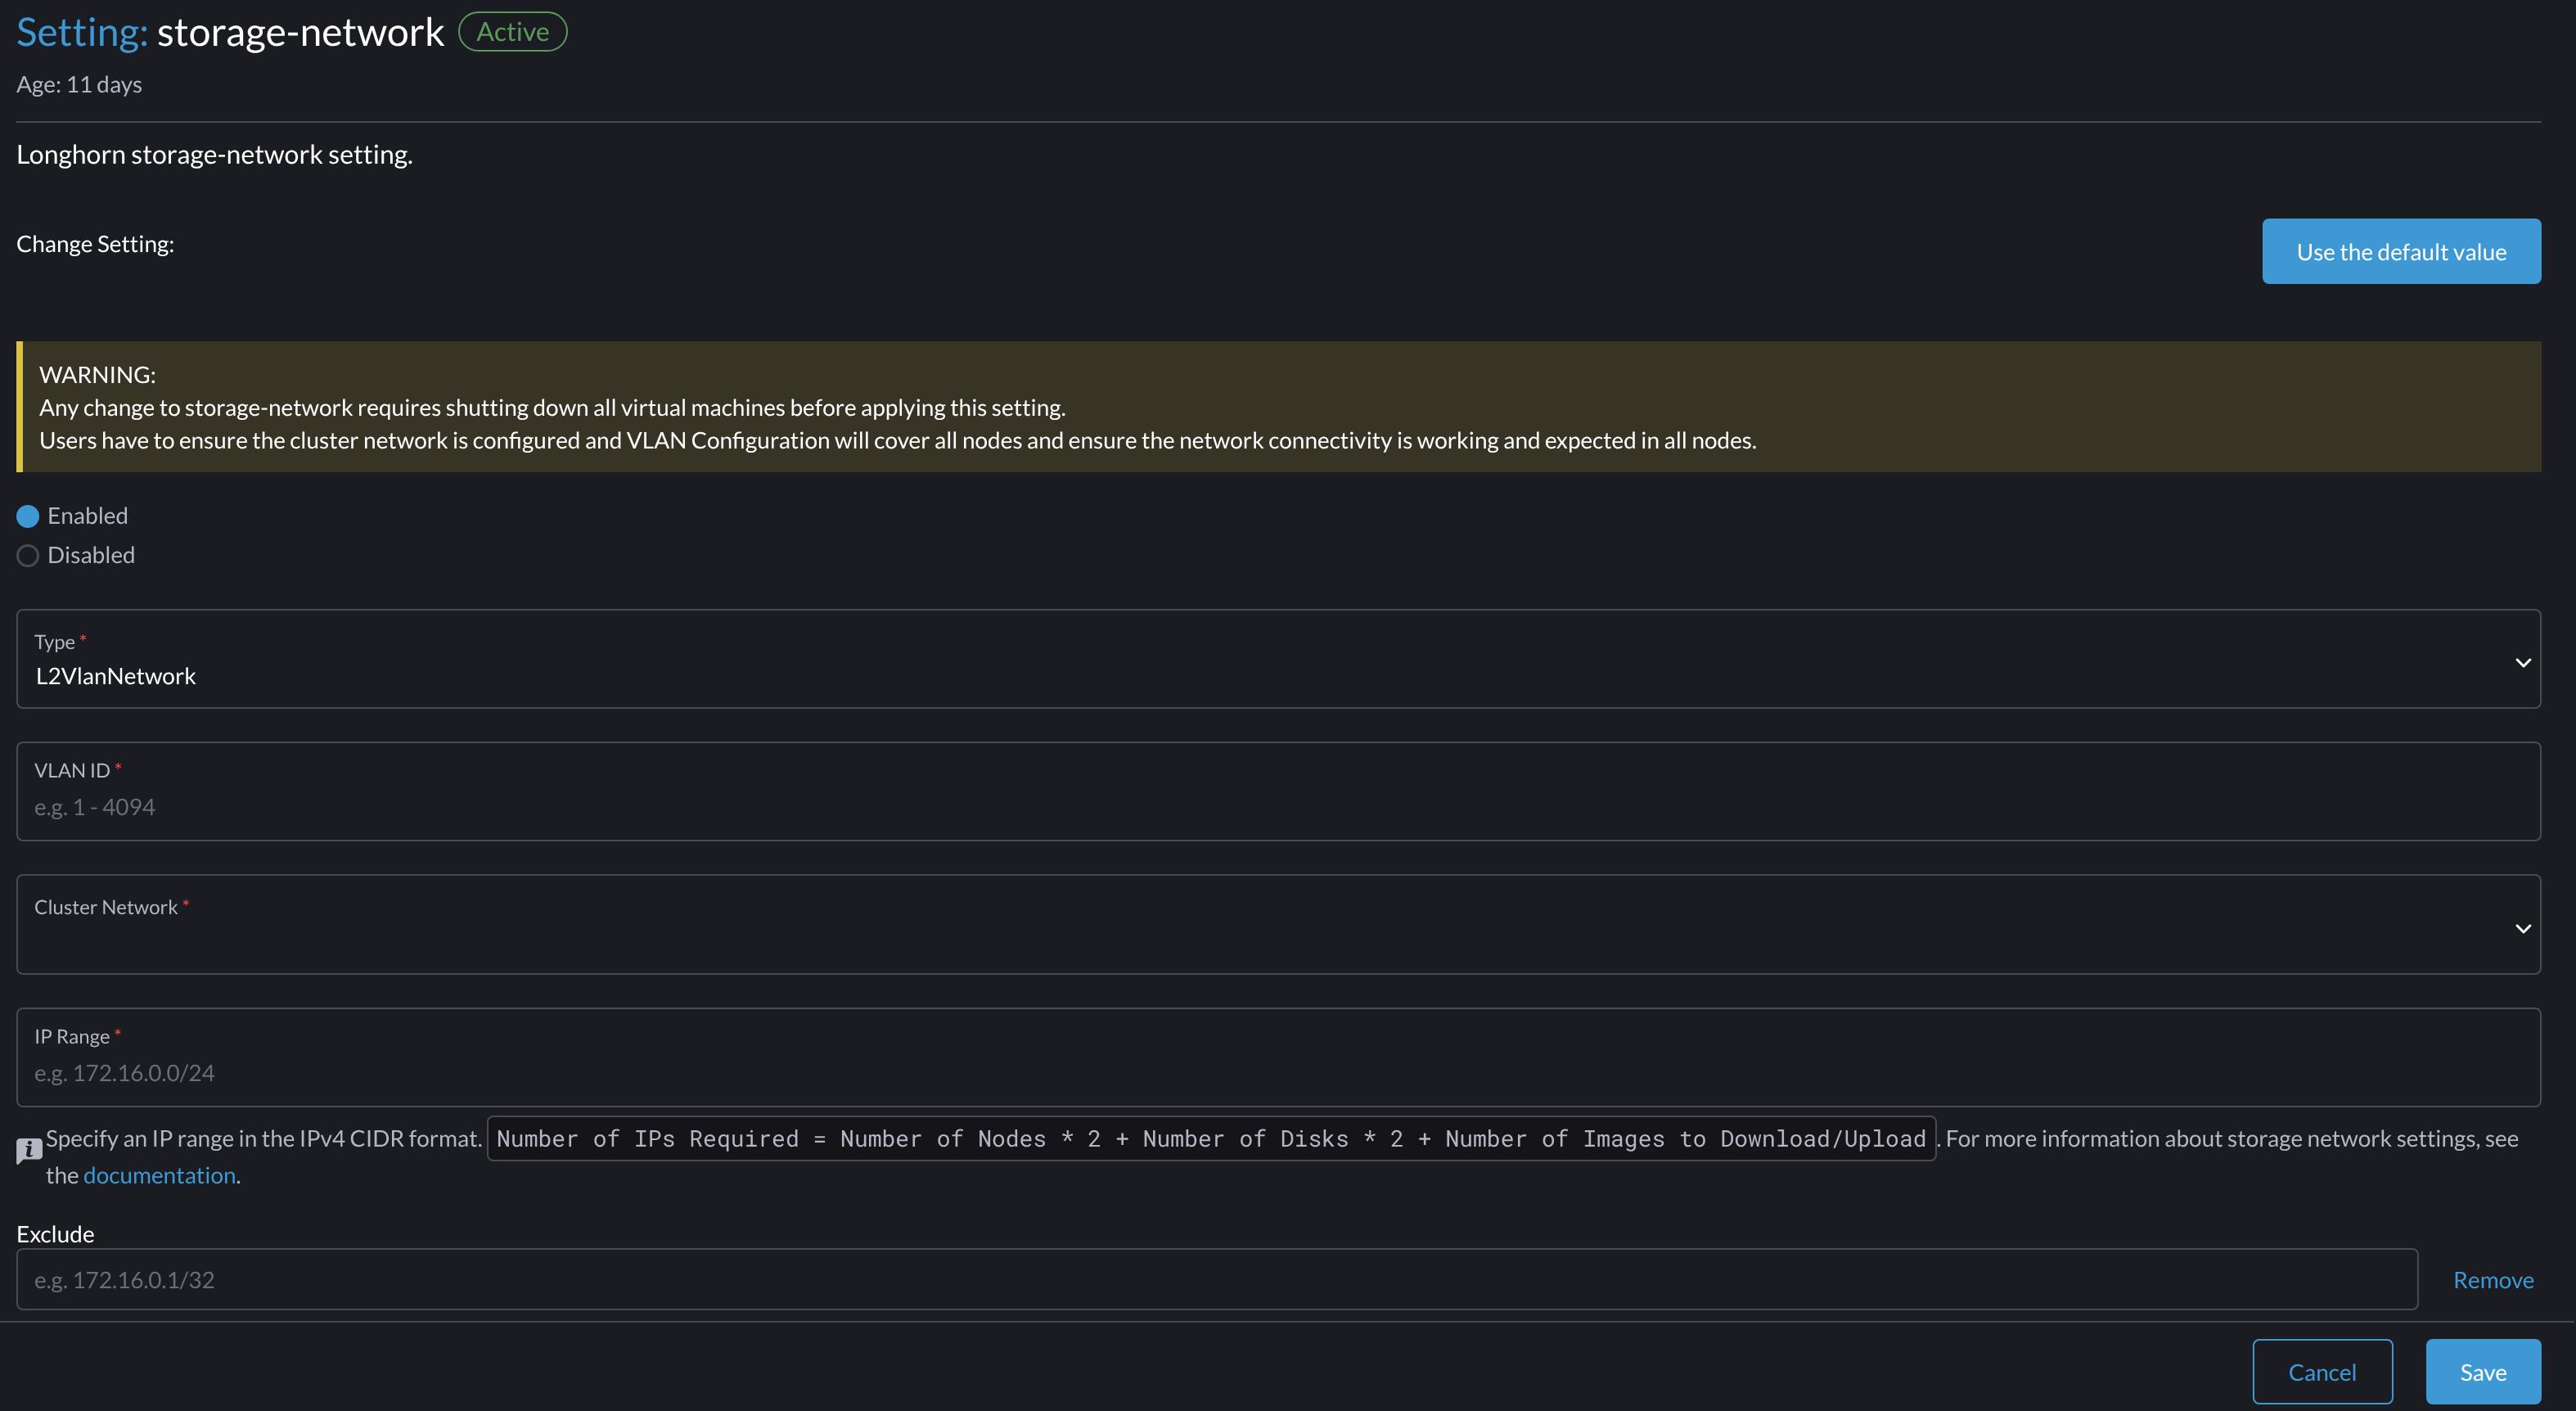 Setting: storage-network Active
Age: 11 days
Longhorn storage-network setting.
Change Setting:
Use the default value
WARNING:
Any change to storage-network requires shutting down all virtual machines before applying this setting.
Users have to ensure the cluster network is configured and VLAN Configuration will cover all nodes and ensure the network connectivity is working and expected in all nodes.
Enabled
Disabled
Type *
L2VlanNetwork
VLAN ID *
e.g. 1 - 4094
Cluster Network *
IP Range *
e.g. 172.16.0.0/24
Specify an IP range in the IPv4 CIDR format. Number of IPs Required = Number of Nodes * 2 + Number of Disks * 2 + Number of Images to Download/Upload . For more information about storage network settings, see
the documentation.
Exclude
e.g. 172.16.0.1/32
Remove
Cancel
Save